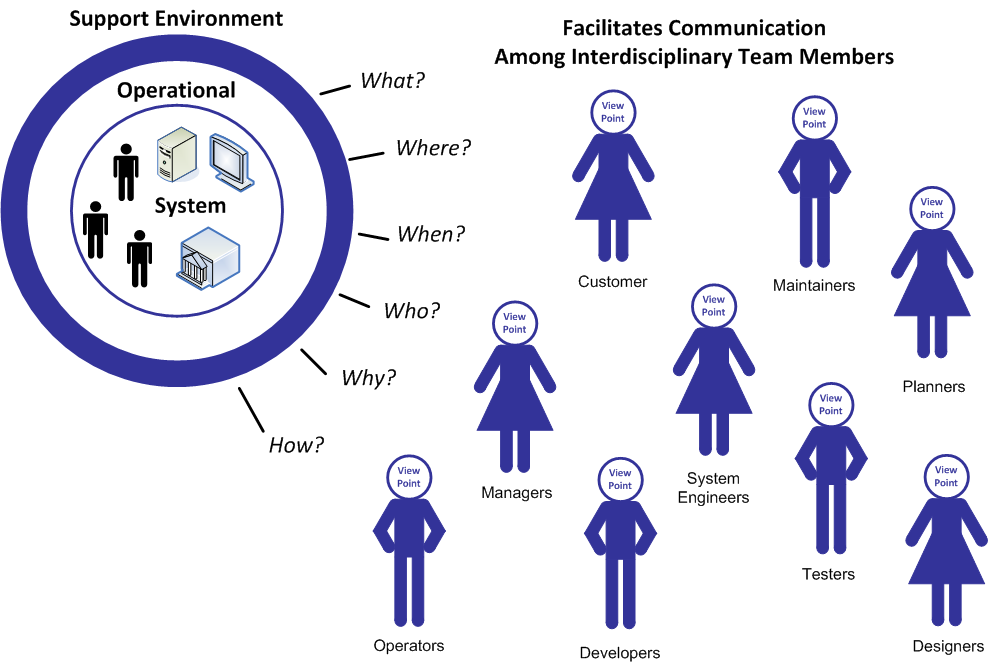 Support Environment
Operational
System
What?
Where?
When?
Who?
Why?
How?
Facilitates Communication
Among Interdisciplinary Team Members
View
Point
Customer
View
Point
Maintainers
View
Point
Planners
View
Point
Managers
View
Point
System
Engineers
View
Point
Testers
View
Point
Operators
View
Point
Developers
View
Point
Designers